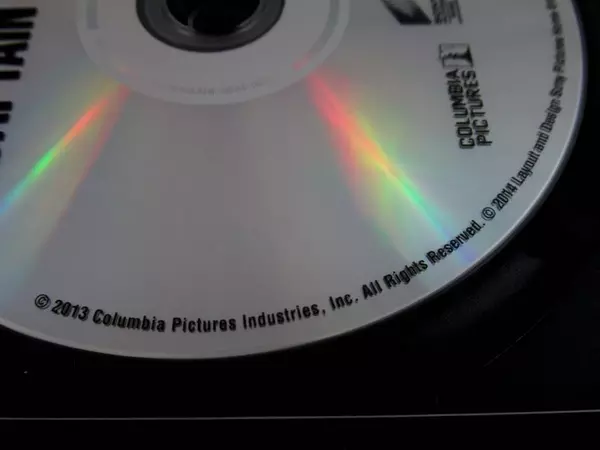 COLUMBIA
PICTURES
© 2013 Columbia Pictures Industries, Inc. All Rights Reserved. © 2014 Layout and Design Sony Pictures Home